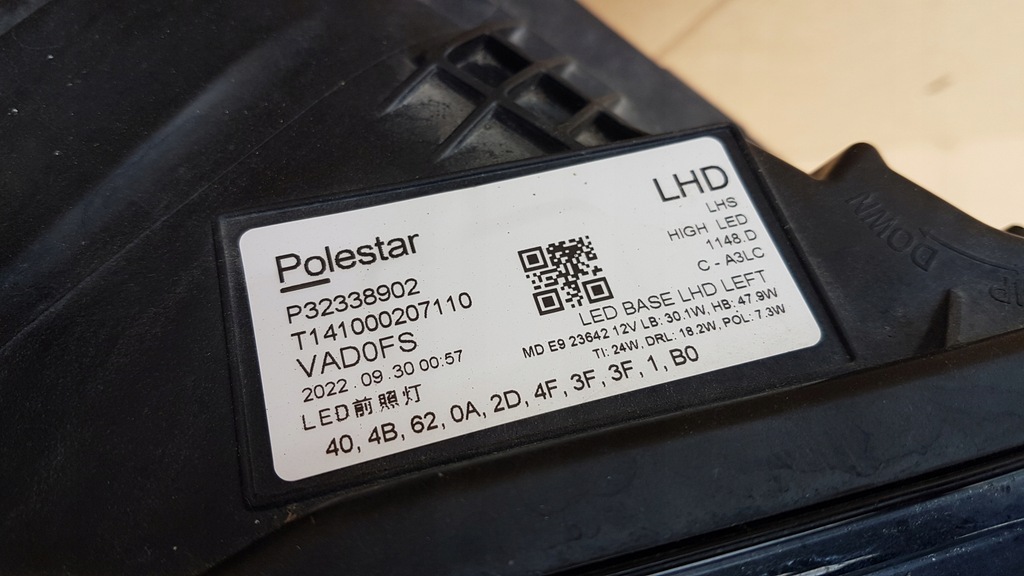 Polestar
P32338902
T141000207110
VAD0FS
2022.09.30 00:57
LED前照灯
40, 4B, 62, 0A, 2D, 4F, 3F, 3F, 1, B0
LHD
LHS
HIGH LED
1148.D
C - A3LC
LED BASE LHD LEFT
MD E9 23642 12V LB: 30.1W, HB: 47.9W
TI: 24W, DRL: 18.2W, POL: 7.3W
DOWN
UP